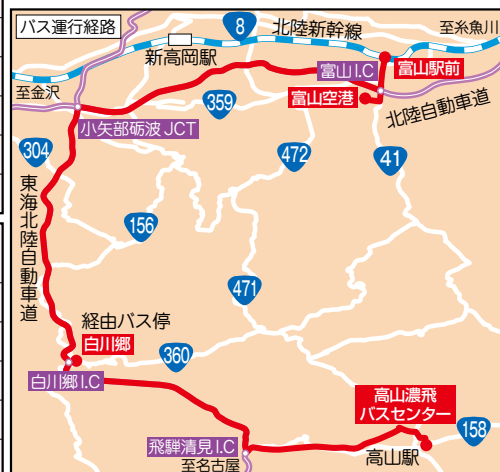 バス運行経路
8
北陸新幹線
至糸魚川
新高岡駅
富山I.C
富山駅前
至金沢
359
富山空港
北陸自動車道
小矢部砺波JCT
304
472
41
東海北陸自動車道
156
471
経由バス停
白川郷
360
白川郷I.C
高山濃飛
バスセンター
158
飛騨清見I.C
高山駅
至名古屋